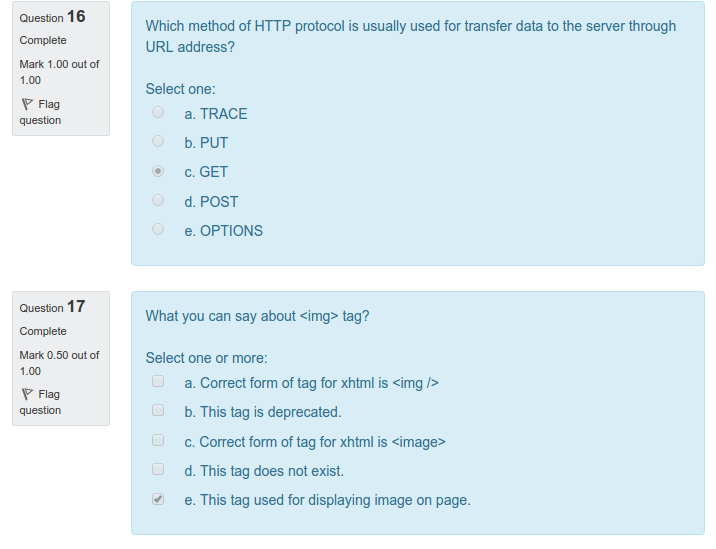 Question 16
Complete
Mark 1.00 out of
1.00
Flag
question
Which method of HTTP protocol is usually used for transfer data to the server through
URL address?
Select one:
a. TRACE
b. PUT
c. GET
d. POST
e. OPTIONS
Question 17
Complete
Mark 0.50 out of
1.00
Flag
question
What you can say about <img> tag?
Select one or more:
a. Correct form of tag for xhtml is <img />
b. This tag is deprecated.
c. Correct form of tag for xhtml is <image>
d. This tag does not exist.
e. This tag used for displaying image on page.